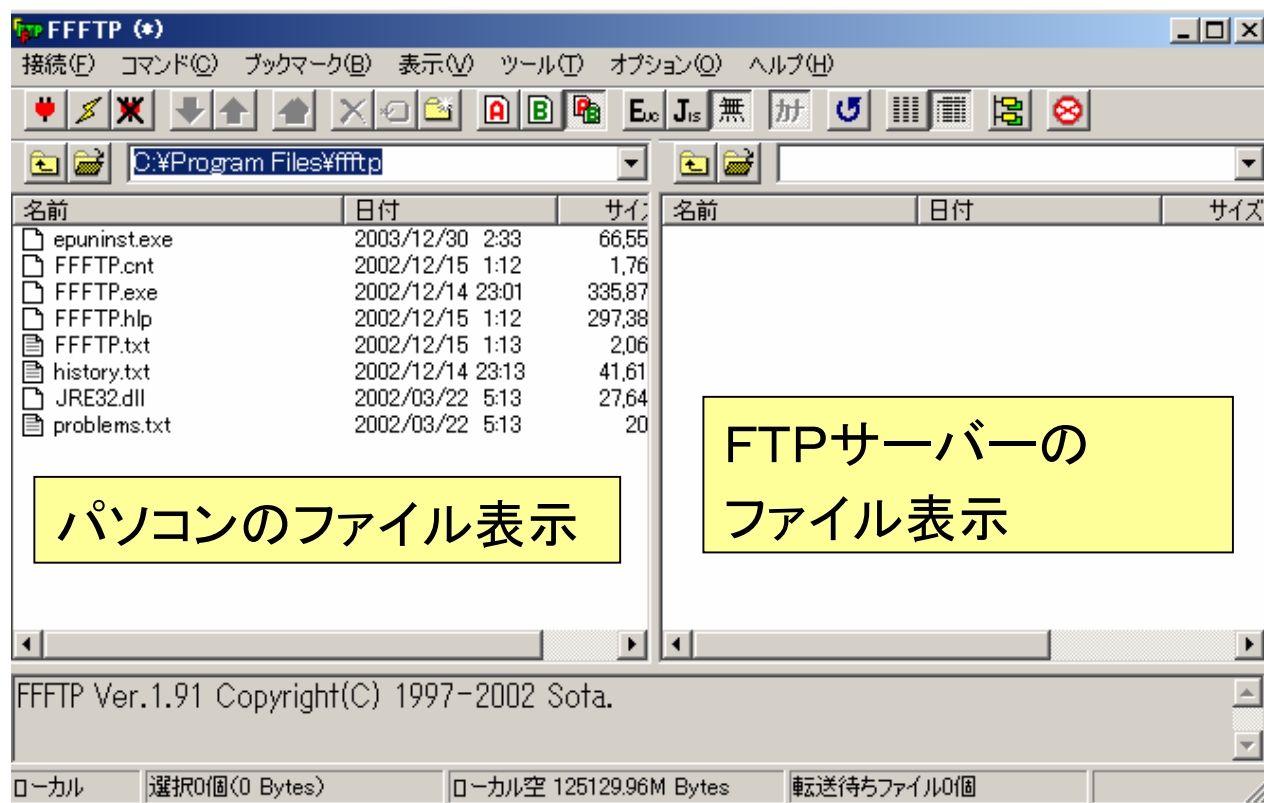 FFFTP (*)
接続(F) コマンド(C) ブックマーク(B) 表示(V) ツール(T) オプション(O) ヘルプ(H)
A B AB Euc Jis 無 カナ
C:¥Program Files¥ffftp
名前 日付 サイズ
epuninst.exe 2003/12/30 2:33 66,55
FFFTP.cnt 2002/12/15 1:12 1,76
FFFTP.exe 2002/12/14 23:01 335,87
FFFTP.hlp 2002/12/15 1:12 297,38
FFFTP.txt 2002/12/15 1:13 2,06
history.txt 2002/12/14 23:13 41,61
JRE32.dll 2002/03/22 5:13 27,64
problems.txt 2002/03/22 5:13 20
パソコンのファイル表示
名前 日付 サイズ
FTPサーバーの
ファイル表示
FFFTP Ver.1.91 Copyright(C) 1997-2002 Sota.
ローカル 選択0個(0 Bytes) ローカル空 125129.96M Bytes 転送待ちファイル0個